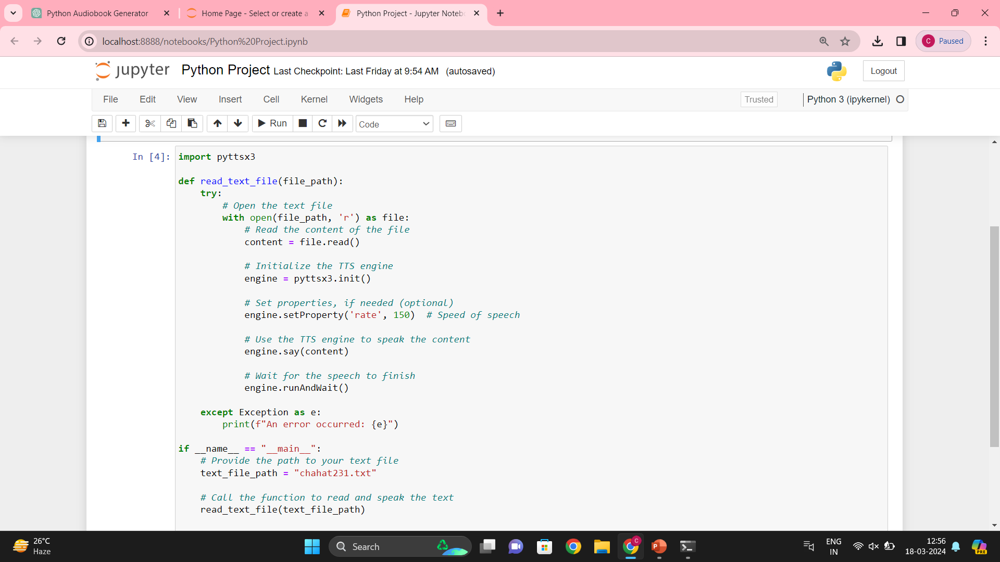 Python Audiobook Generator
Home Page - Select or create a
Python Project - Jupyter Notebo
localhost:8888/notebooks/Python%20Project.ipynb
C Paused
jupyter Python Project Last Checkpoint: Last Friday at 9:54 AM (autosaved)
Logout
File Edit View Insert Cell Kernel Widgets Help
Trusted
Python 3 (ipykernel)
Run
Code
In [4]:
import pyttsx3

def read_text_file(file_path):
    try:
        # Open the text file
        with open(file_path, 'r') as file:
            # Read the content of the file
            content = file.read()

            # Initialize the TTS engine
            engine = pyttsx3.init()

            # Set properties, if needed (optional)
            engine.setProperty('rate', 150)  # Speed of speech

            # Use the TTS engine to speak the content
            engine.say(content)

            # Wait for the speech to finish
            engine.runAndWait()

    except Exception as e:
        print(f"An error occurred: {e}")

if __name__ == "__main__":
    # Provide the path to your text file
    text_file_path = "chahat231.txt"

    # Call the function to read and speak the text
    read_text_file(text_file_path)
26°C
Haze
Search
C
P
ENG
IN
12:56
18-03-2024
PRE